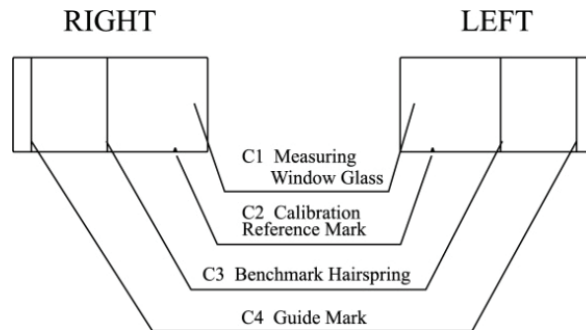 RIGHT
LEFT
C1 Measuring
Window Glass
C2 Calibration
Reference Mark
C3 Benchmark Hairspring
C4 Guide Mark